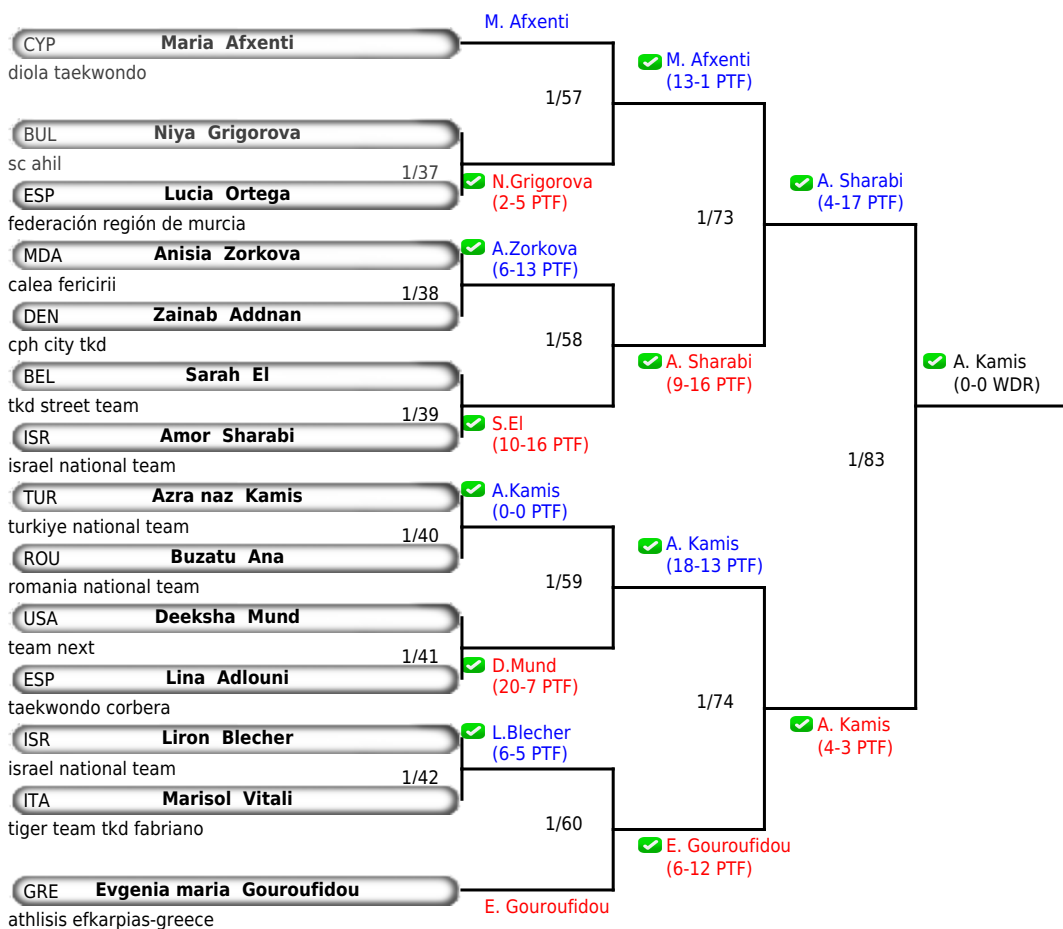 M. Afxenti
CYP Maria Afxenti
diola taekwondo
M. Afxenti
(13-1 PTF)
1/57
BUL Niya Grigorova
sc ahil
1/37
ESP Lucia Ortega
N.Grigorova
(2-5 PTF)
federación región de murcia
A. Sharabi
(4-17 PTF)
1/73
MDA Anisia Zorkova
A.Zorkova
(6-13 PTF)
calea fericirii
1/38
DEN Zainab Addnan
cph city tkd
1/58
BEL Sarah El
A. Sharabi
(9-16 PTF)
tkd street team
1/39
ISR Amor Sharabi
S.El
(10-16 PTF)
israel national team
A. Kamis
(0-0 WDR)
1/83
TUR Azra naz Kamis
A.Kamis
(0-0 PTF)
turkiye national team
1/40
ROU Buzatu Ana
romania national team
A. Kamis
(18-13 PTF)
1/59
USA Deeksha Mund
team next
1/41
ESP Lina Adlouni
D.Mund
(20-7 PTF)
taekwondo corbera
1/74
ISR Liron Blecher
L.Blecher
(6-5 PTF)
A. Kamis
(4-3 PTF)
israel national team
1/42
ITA Marisol Vitali
tiger team tkd fabriano
1/60
E. Gouroufidou
(6-12 PTF)
GRE Evgenia maria Gouroufidou
E. Gouroufidou
athlisis efkarpias-greece